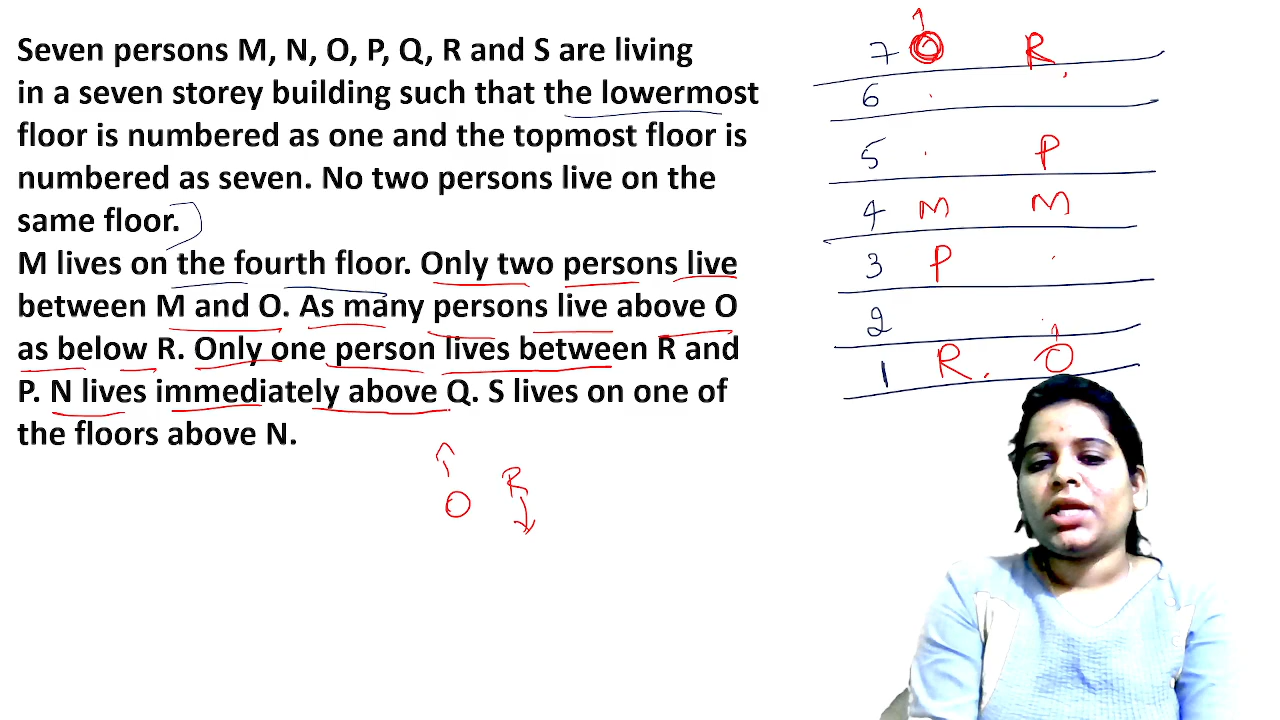 Seven persons M, N, O, P, Q, R and S are living
in a seven storey building such that the lowermost
floor is numbered as one and the topmost floor is
numbered as seven. No two persons live on the
same floor.
M lives on the fourth floor. Only two persons live
between M and O. As many persons live above O
as below R. Only one person lives between R and
P. N lives immediately above Q. S lives on one of
the floors above N.
O R
7 O R
6
5 P
4 M M
3 P
2
1 R O